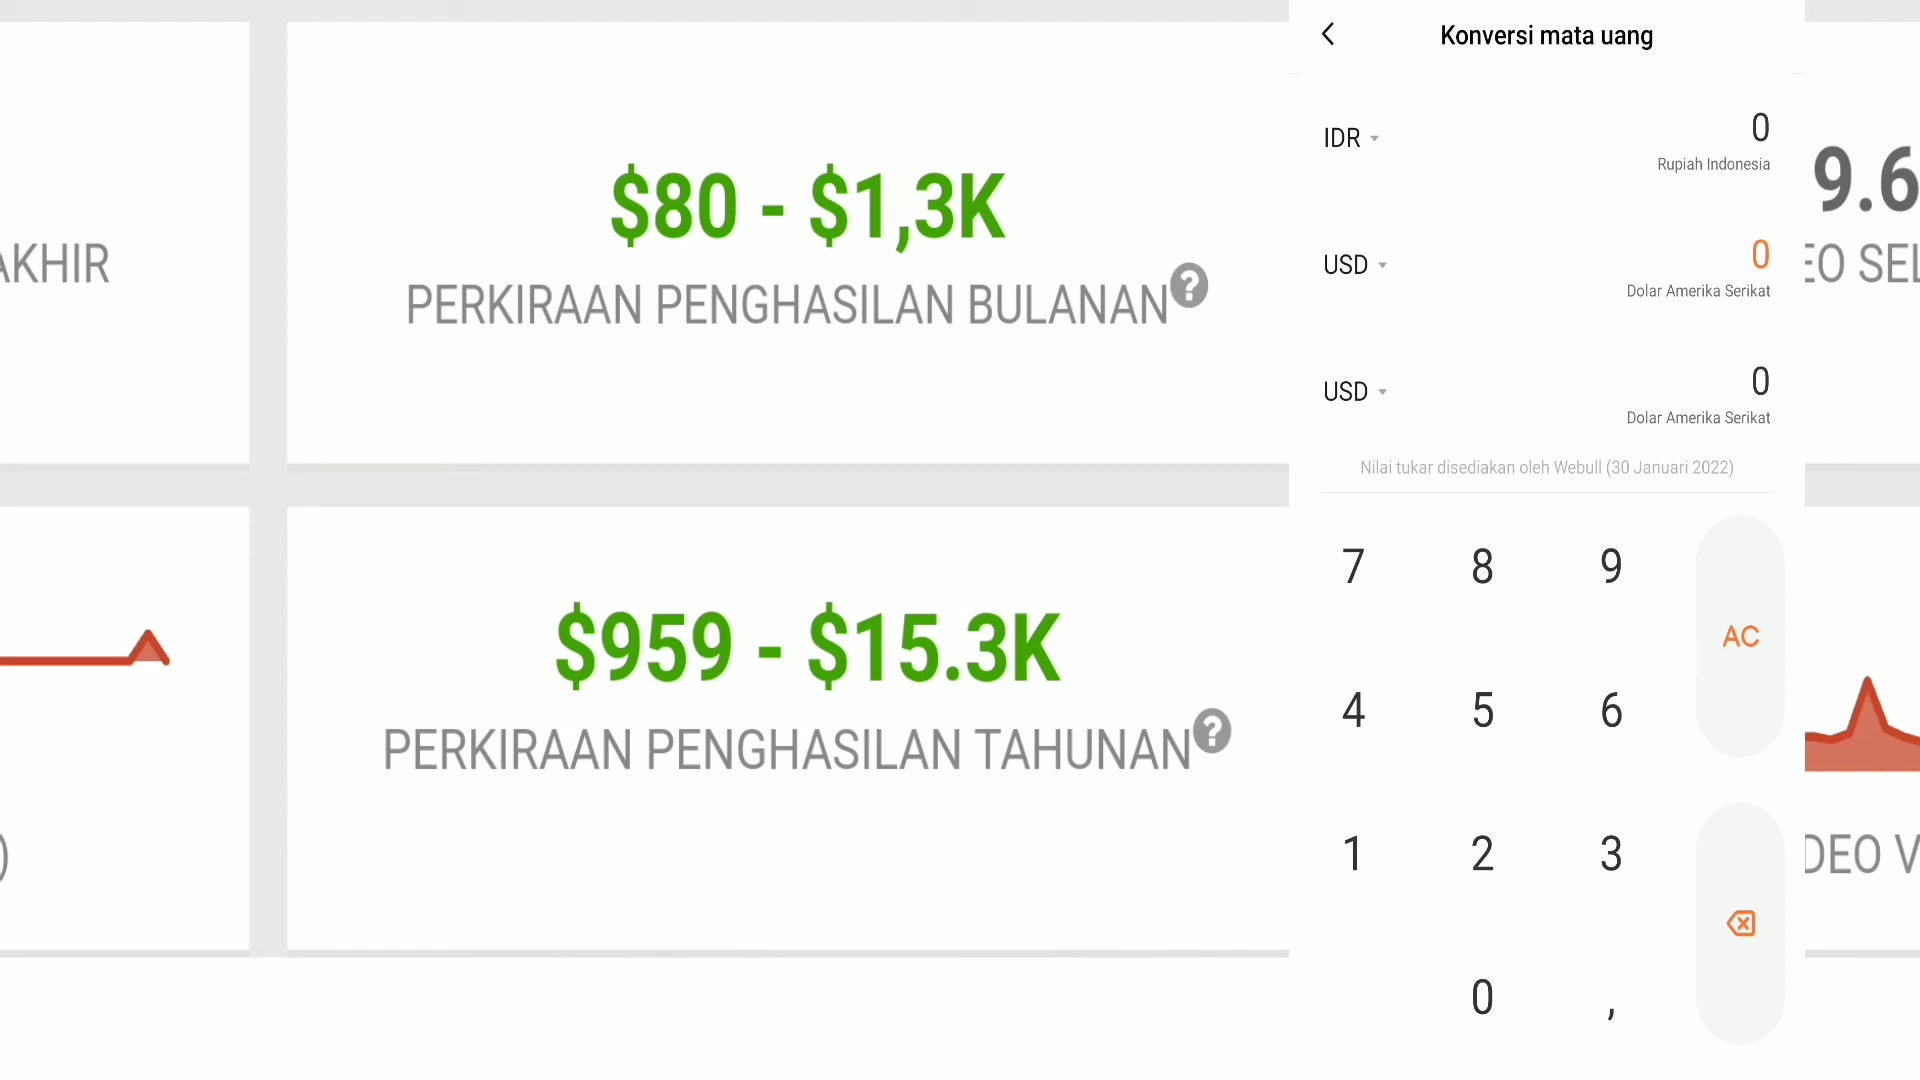 AKHIR
$80 - $1,3K
PERKIRAAN PENGHASILAN BULANAN ?
$959 - $15.3K
PERKIRAAN PENGHASILAN TAHUNAN ?
)
Konversi mata uang
IDR 0
Rupiah Indonesia
USD 0
Dolar Amerika Serikat
USD 0
Dolar Amerika Serikat
Nilai tukar disediakan oleh Webull (30 Januari 2022)
7 8 9
AC
4 5 6
1 2 3
0 ,
9.6
EO SEL
DEO V